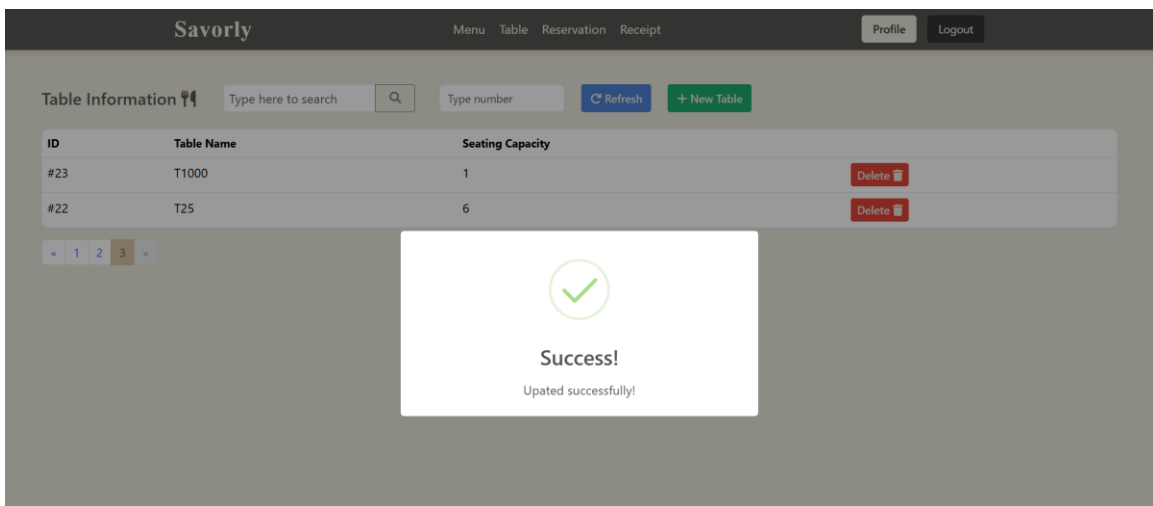 Savorly Menu Table Reservation Receipt Profile Logout
Table Information Type here to search Type number Refresh + New Table
ID Table Name Seating Capacity
#23 T1000 1 Delete
#22 T25 6 Delete
« 1 2 3 »
Success!
Upated successfully!